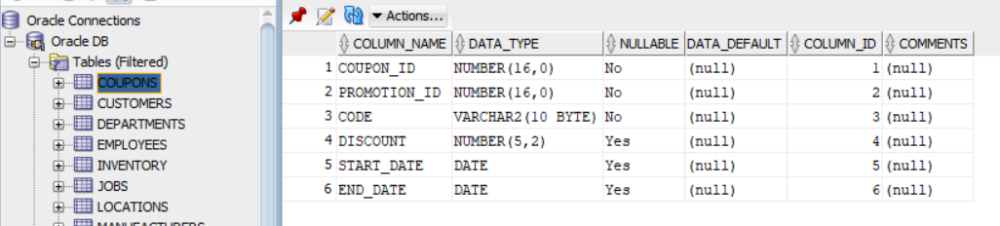 Oracle Connections
Oracle DB
Tables (Filtered)
COUPONS
CUSTOMERS
DEPARTMENTS
EMPLOYEES
INVENTORY
JOBS
LOCATIONS
MANUFACTURERS
Actions...
COLUMN_NAME DATA_TYPE NULLABLE DATA_DEFAULT COLUMN_ID COMMENTS
1 COUPON_ID NUMBER(16,0) No (null) 1 (null)
2 PROMOTION_ID NUMBER(16,0) No (null) 2 (null)
3 CODE VARCHAR2(10 BYTE) No (null) 3 (null)
4 DISCOUNT NUMBER(5,2) Yes (null) 4 (null)
5 START_DATE DATE Yes (null) 5 (null)
6 END_DATE DATE Yes (null) 6 (null)